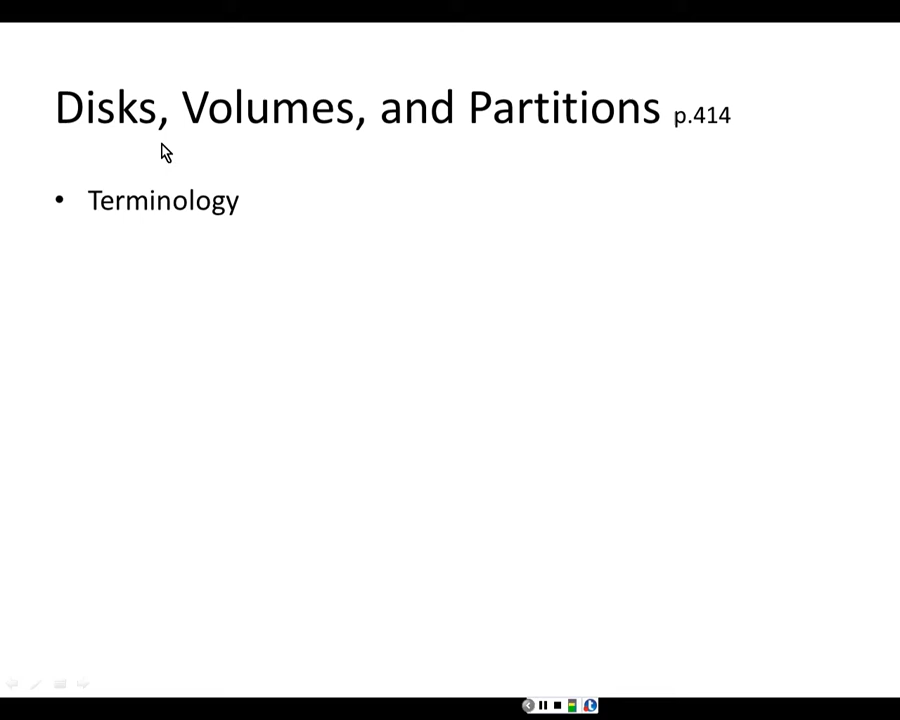 Disks, Volumes, and Partitions p.414
• Terminology